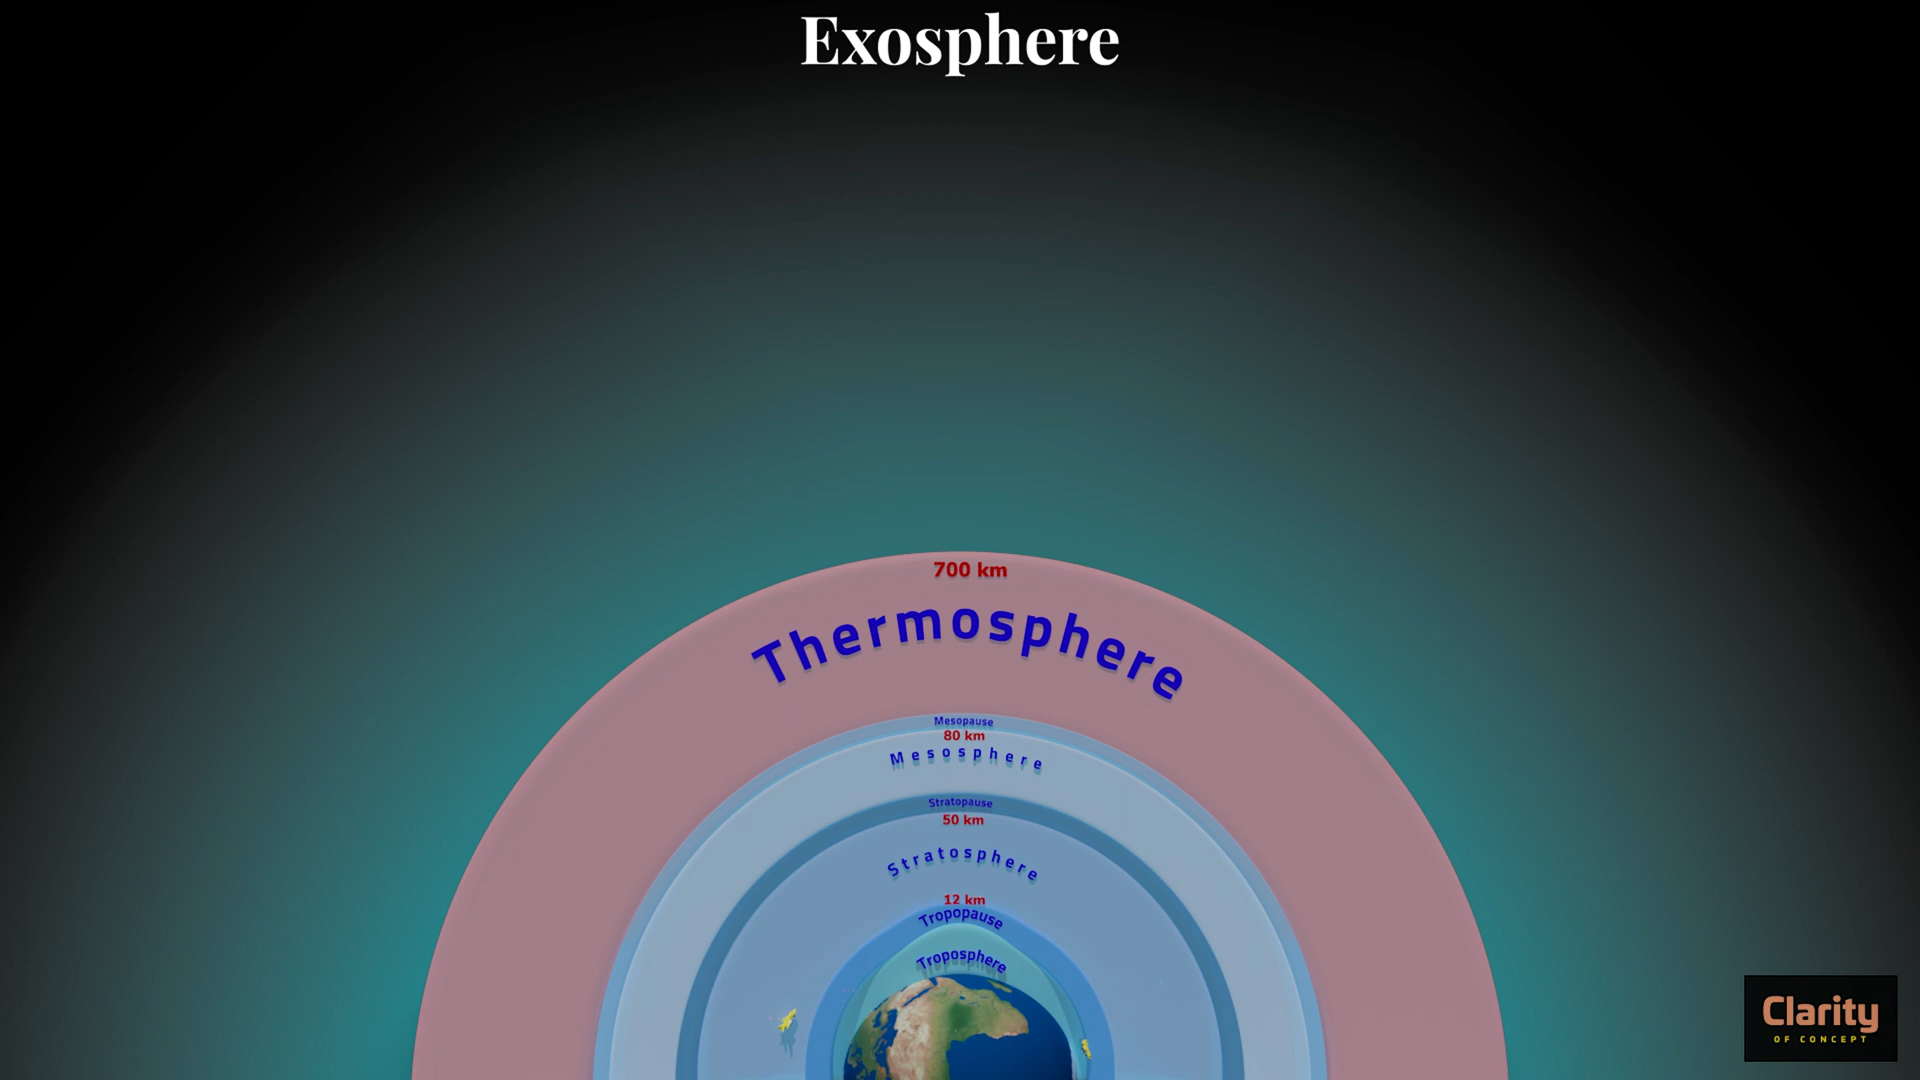 Exosphere
700 km
Thermosphere
Mesopause
80 km
Mesosphere
Stratopause
50 km
Stratosphere
12 km
Tropopause
Troposphere
Clarity
OF CONCEPT